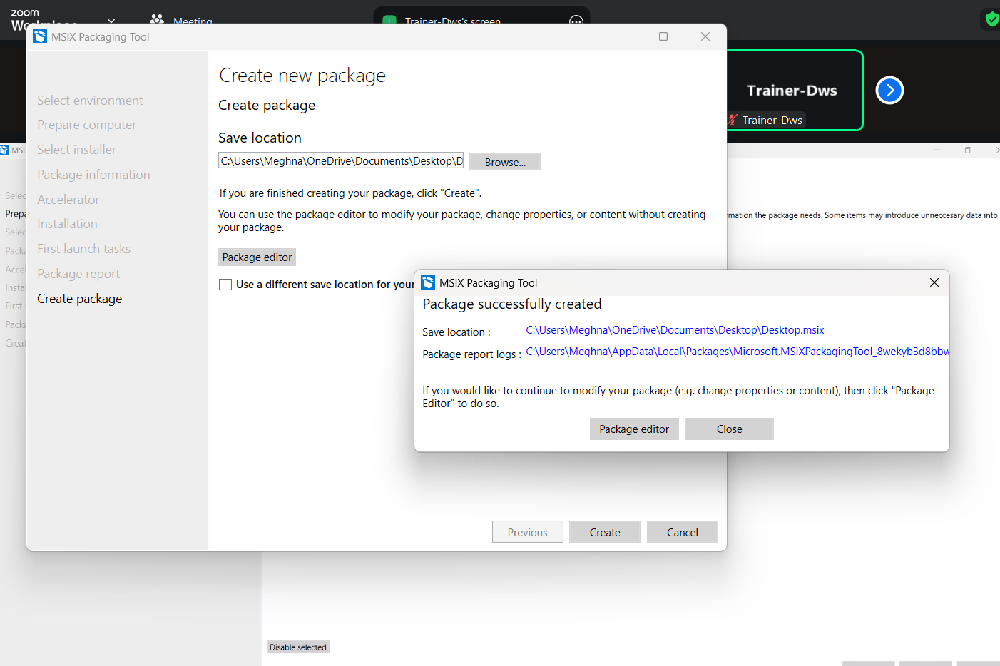 zoom
Workplace
Meeting
T Trainer-Dws's screen
MSIX Packaging Tool
Create new package
Create package
Select environment
Prepare computer
Select installer
Package information
Accelerator
Installation
First launch tasks
Package report
Create package
Save location
C:\Users\Meghna\OneDrive\Documents\Desktop\D
Browse...
If you are finished creating your package, click "Create".
You can use the package editor to modify your package, change properties, or content without creating
your package.
Package editor
Use a different save location for your
Previous
Create
Cancel
MSIX Packaging Tool
Package successfully created
Save location :
C:\Users\Meghna\OneDrive\Documents\Desktop\Desktop.msix
Package report logs :
C:\Users\Meghna\AppData\Local\Packages\Microsoft.MSIXPackagingTool_8wekyb3d8bbw
If you would like to continue to modify your package (e.g. change properties or content), then click "Package
Editor" to do so.
Package editor
Close
Trainer-Dws
Trainer-Dws
MSI
Selec
Prepa
Selec
Packa
Accel
Instal
First l
Packa
Creat
rmation the package needs. Some items may introduce unneccesary data into
Disable selected